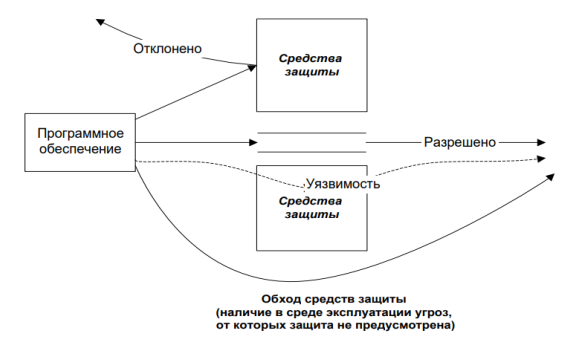 Отклонено
Средства
защиты
Программное
обеспечение
Разрешено
Уязвимость
Средства
защиты
Обход средств защиты
(наличие в среде эксплуатации угроз,
от которых защита не предусмотрена)